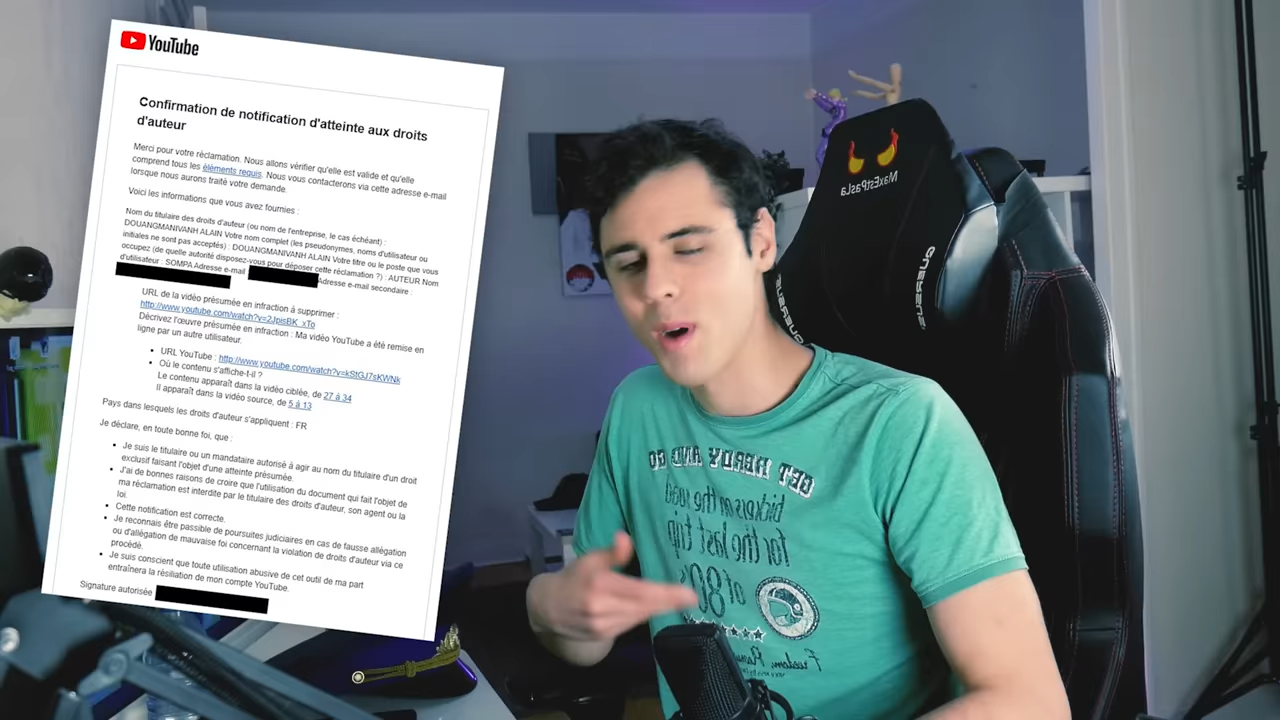 YouTube
Confirmation de notification d'atteinte aux droits
d'auteur
Merci pour votre réclamation. Nous allons vérifier qu'elle est valide et qu'elle
comprend tous les éléments requis. Nous vous contacterons via cette adresse e-mail
lorsque nous aurons traité votre demande.
Voici les informations que vous avez fournies :
Nom du titulaire des droits d'auteur (ou nom de l'entreprise, le cas échéant) :
DOUANGMANIVANH ALAIN Votre nom complet (les pseudonymes, noms d'utilisateur ou
initiales ne sont pas acceptés) : DOUANGMANIVANH ALAIN Votre titre ou le poste que vous
occupez (de quelle autorité disposez-vous pour déposer cette réclamation ?) : AUTEUR Nom
d'utilisateur : SOMPA Adresse e-mail Adresse e-mail secondaire :
URL de la vidéo présumée en infraction à supprimer :
http://www.youtube.com/watch?v=2JpisBK_xTo
Décrivez l'œuvre présumée en infraction : Ma vidéo YouTube a été remise en
ligne par un autre utilisateur.
• URL YouTube : http://www.youtube.com/watch?v=kStGJ7sKWNk
• Où le contenu s'affiche-t-il ?
Le contenu apparaît dans la vidéo ciblée, de 27 à 34
Il apparaît dans la vidéo source, de 5 à 13
Pays dans lesquels les droits d'auteur s'appliquent : FR
Je déclare, en toute bonne foi, que :
• Je suis le titulaire ou un mandataire autorisé à agir au nom du titulaire d'un droit
exclusif faisant l'objet d'une atteinte présumée.
• J'ai de bonnes raisons de croire que l'utilisation du document qui fait l'objet de
ma réclamation est interdite par le titulaire des droits d'auteur, son agent ou la
loi.
• Cette notification est correcte.
• Je reconnais être passible de poursuites judiciaires en cas de fausse allégation
ou d'allégation de mauvaise foi concernant la violation de droits d'auteur via ce
procédé.
• Je suis conscient que toute utilisation abusive de cet outil de ma part
entraînera la résiliation de mon compte YouTube.
Signature autorisée
MaxEstPasLa
QUERSUS
QUERSUS
GET NERDY AND GO
bickers on the road
for the last trip
of 80's
Freedom,